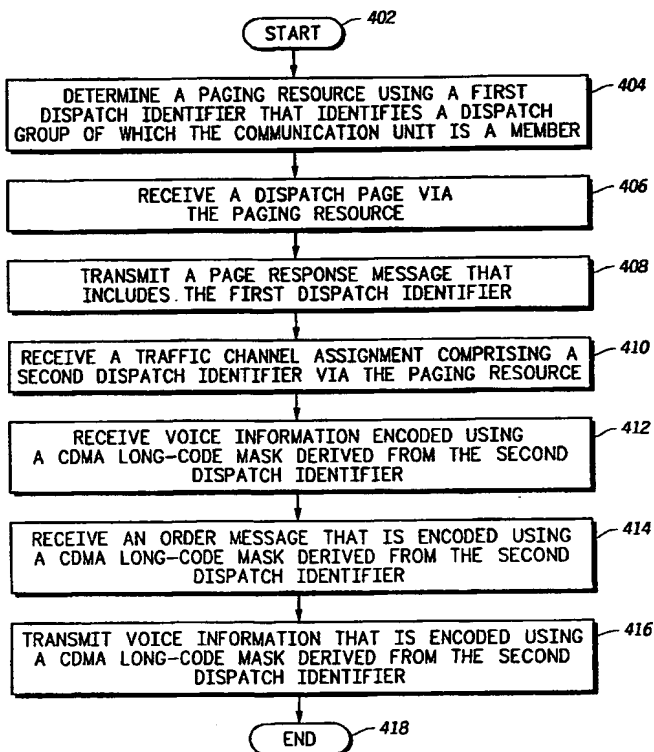 START
402
DETERMINE A PAGING RESOURCE USING A FIRST
DISPATCH IDENTIFIER THAT IDENTIFIES A DISPATCH
GROUP OF WHICH THE COMMUNICATION UNIT IS A MEMBER
404
RECEIVE A DISPATCH PAGE VIA
THE PAGING RESOURCE
406
TRANSMIT A PAGE RESPONSE MESSAGE THAT
INCLUDES THE FIRST DISPATCH IDENTIFIER
408
RECEIVE A TRAFFIC CHANNEL ASSIGNMENT COMPRISING A
SECOND DISPATCH IDENTIFIER VIA THE PAGING RESOURCE
410
RECEIVE VOICE INFORMATION ENCODED USING
A CDMA LONG-CODE MASK DERIVED FROM THE SECOND
DISPATCH IDENTIFIER
412
RECEIVE AN ORDER MESSAGE THAT IS ENCODED USING
A CDMA LONG-CODE MASK DERIVED FROM THE SECOND
DISPATCH IDENTIFIER
414
TRANSMIT VOICE INFORMATION THAT IS ENCODED USING
A CDMA LONG-CODE MASK DERIVED FROM THE SECOND
DISPATCH IDENTIFIER
416
END
418